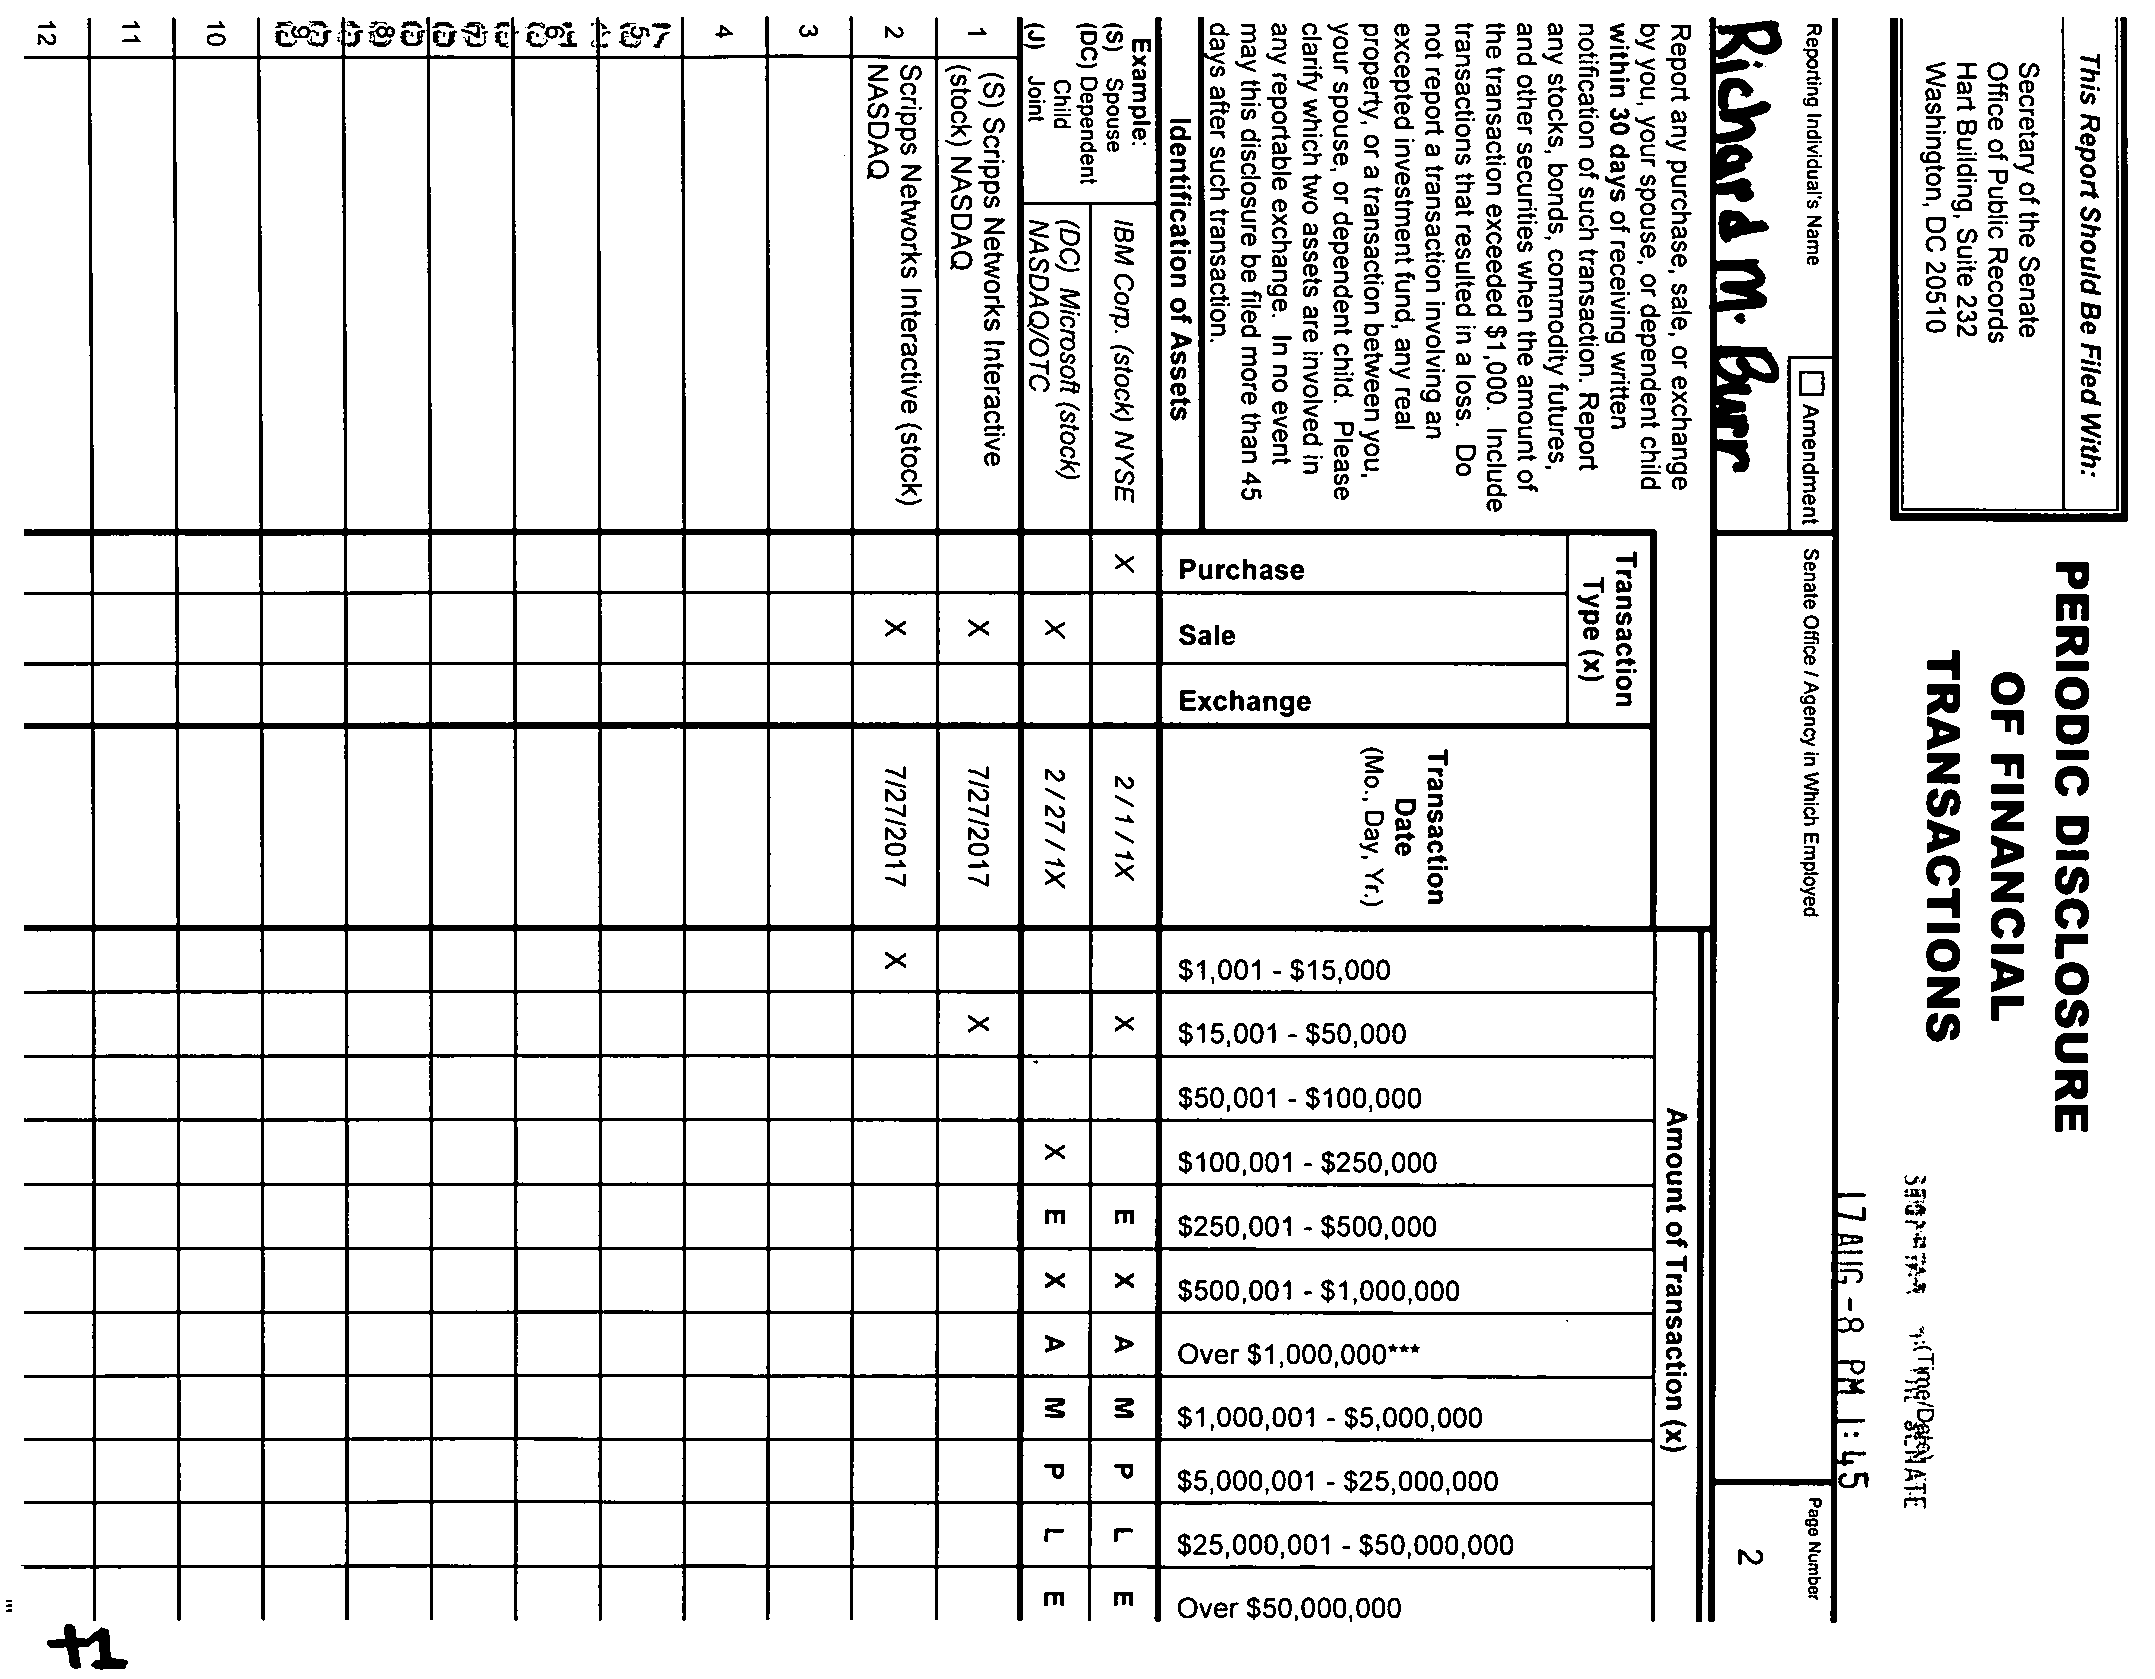 This Report Should Be Filed With:
Secretary of the Senate
Office of Public Records
Hart Building, Suite 232
Washington, DC 20510
PERIODIC DISCLOSURE
OF FINANCIAL
TRANSACTIONS
(Time/Date)
17 AUG -8 PM 1:45
Reporting Individual's Name
Richard M. Burr
☐ Amendment
Senate Office / Agency in Which Employed
Page Number
2
Report any purchase, sale, or exchange
by you, your spouse, or dependent child
within 30 days of receiving written
notification of such transaction. Report
any stocks, bonds, commodity futures,
and other securities when the amount of
the transaction exceeded $1,000. Include
transactions that resulted in a loss. Do
not report a transaction involving an
excepted investment fund, any real
property, or a transaction between you,
your spouse, or dependent child. Please
clarify which two assets are involved in
any reportable exchange. In no event
may this disclosure be filed more than 45
days after such transaction.
Identification of Assets
Transaction
Type (x)
Purchase
Sale
Exchange
Transaction
Date
(Mo., Day, Yr.)
Amount of Transaction (x)
$1,001 - $15,000
$15,001 - $50,000
$50,001 - $100,000
$100,001 - $250,000
$250,001 - $500,000
$500,001 - $1,000,000
Over $1,000,000***
$1,000,001 - $5,000,000
$5,000,001 - $25,000,000
$25,000,001 - $50,000,000
Over $50,000,000
Example:
(S) Spouse
(DC) Dependent
Child
(J) Joint
IBM Corp. (stock) NYSE X 2 / 1 / 1X X E X A M P L E
(DC) Microsoft (stock)
NASDAQ/OTC X 2 / 27 / 1X X E X A M P L E
1 (S) Scripps Networks Interactive
(stock) NASDAQ X 7/27/2017 X
2 Scripps Networks Interactive (stock)
NASDAQ X 7/27/2017 X
3
4
10
11
12